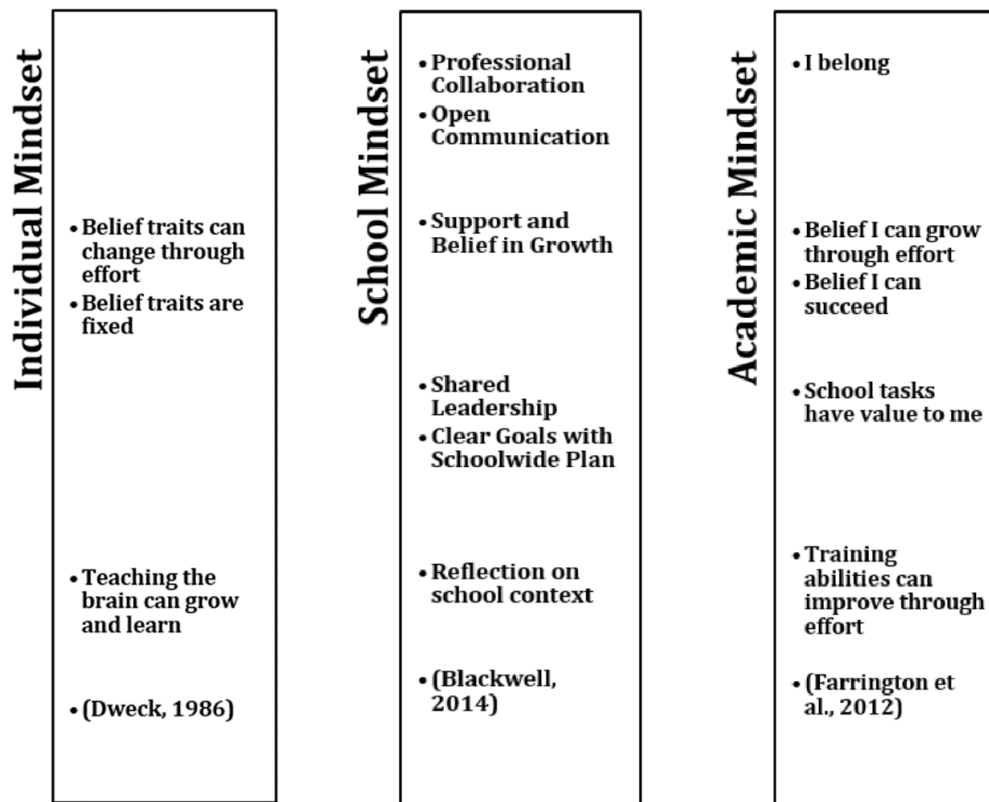 Individual Mindset
• Belief traits can
change through
effort
• Belief traits are
fixed
• Teaching the
brain can grow
and learn
• (Dweck, 1986)
School Mindset
• Professional
Collaboration
• Open
Communication
• Support and
Belief in Growth
• Shared
Leadership
• Clear Goals with
Schoolwide Plan
• Reflection on
school context
• (Blackwell,
2014)
Academic Mindset
• I belong
• Belief I can grow
through effort
• Belief I can
succeed
• School tasks
have value to me
• Training
abilities can
improve through
effort
• (Farrington et
al., 2012)